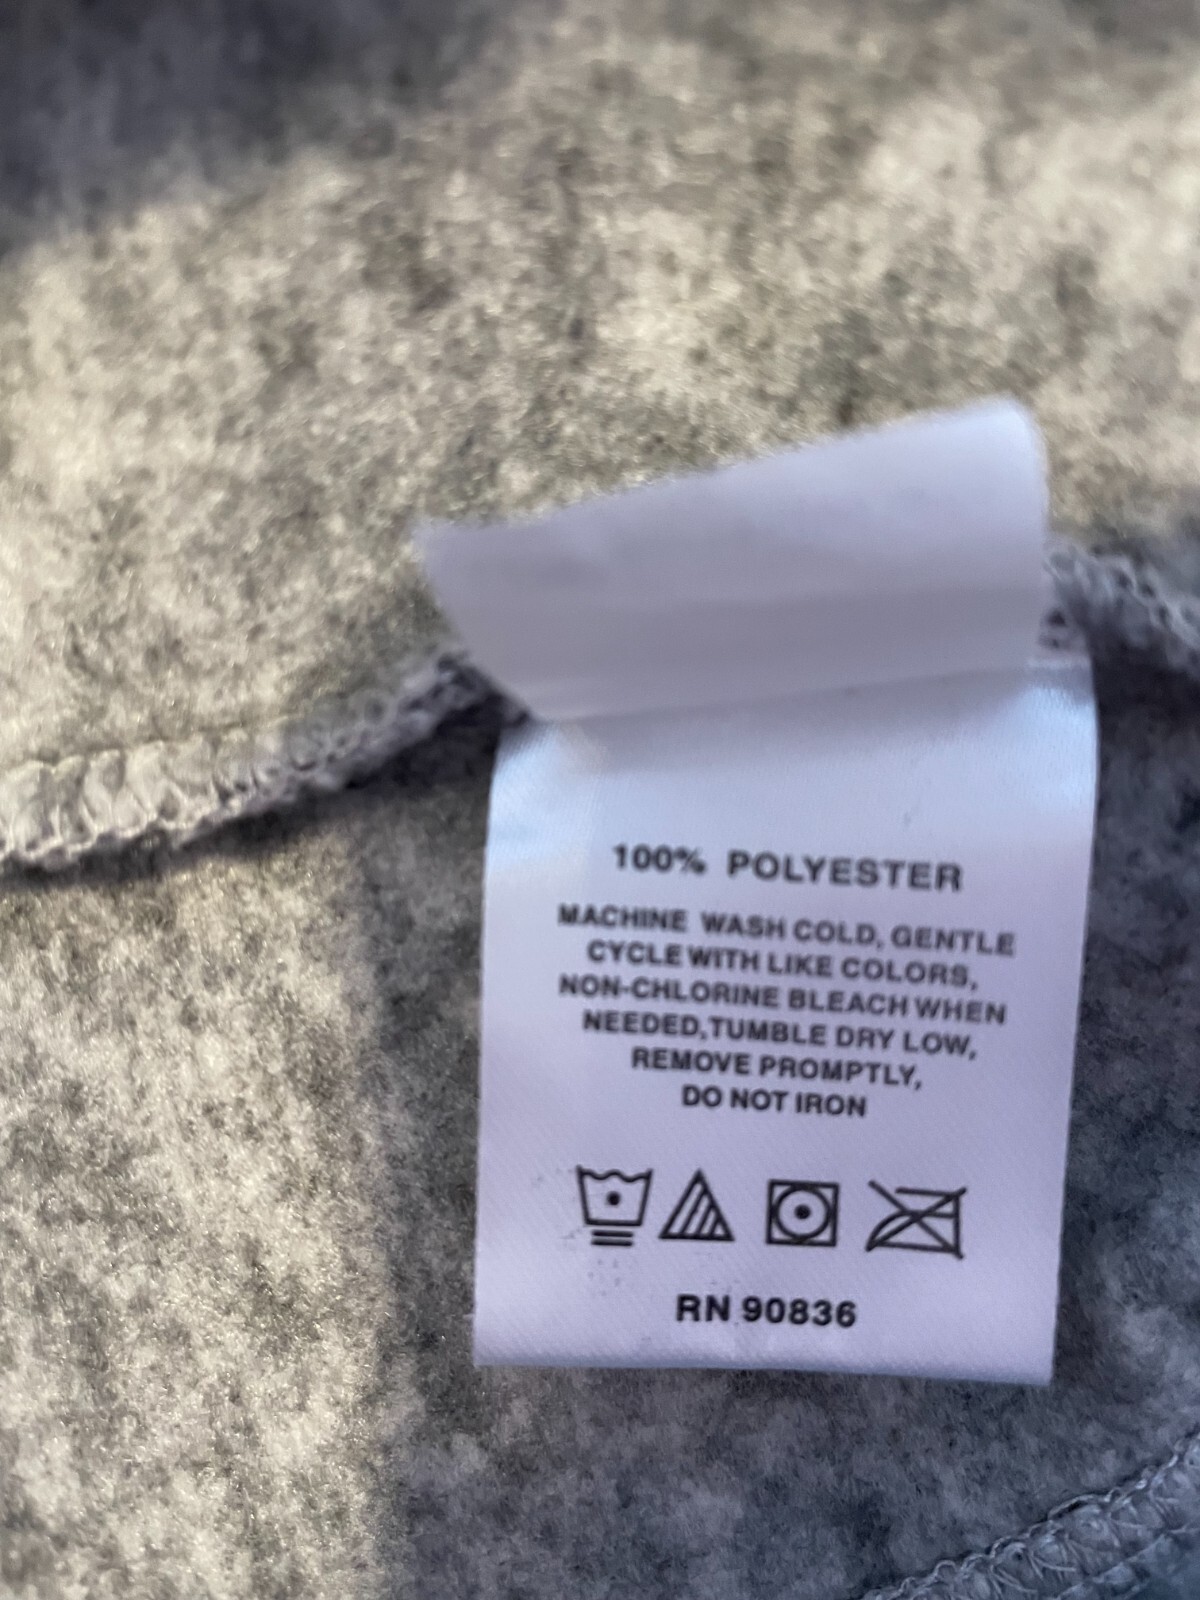 100% POLYESTER
MACHINE WASH COLD, GENTLE
CYCLE WITH LIKE COLORS,
NON-CHLORINE BLEACH WHEN
NEEDED,TUMBLE DRY LOW,
REMOVE PROMPTLY,
DO NOT IRON
RN 90836